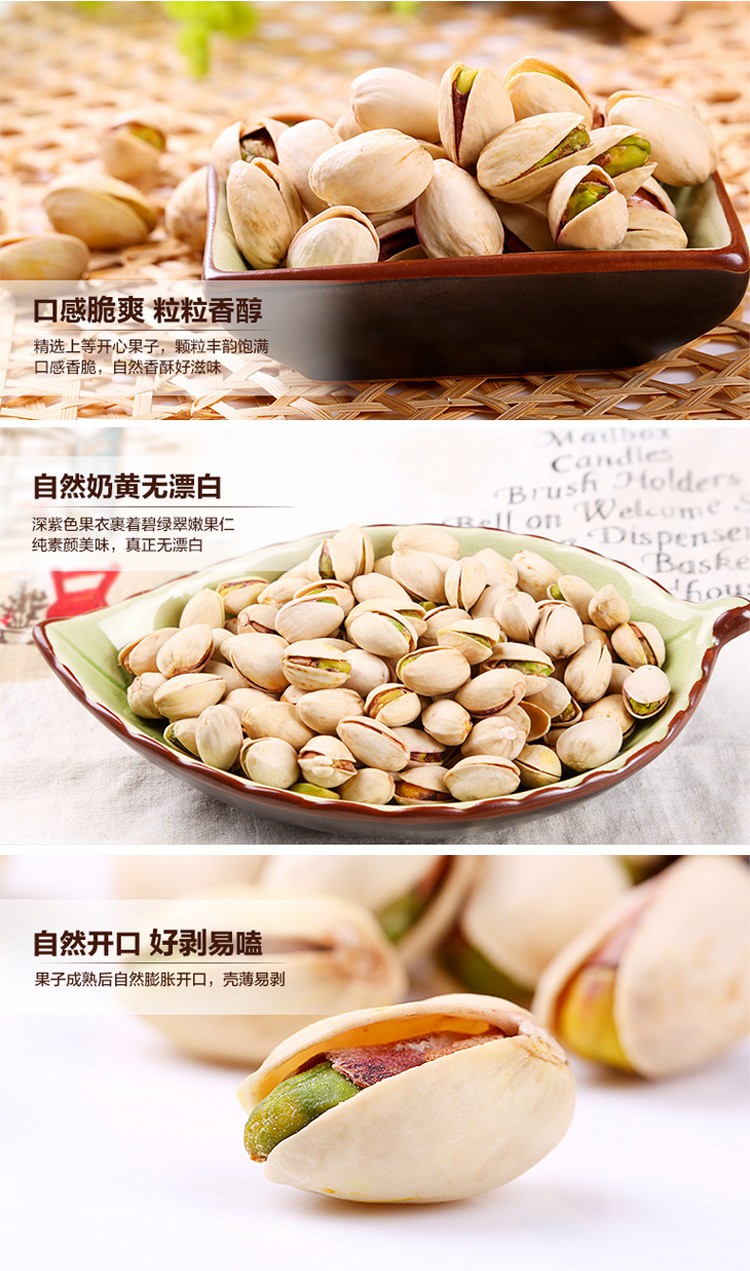 口感脆爽 粒粒香醇
精选上等开心果子，颗粒丰韵饱满
口感香脆，自然香酥好滋味
Mailbox
Candles
Brush Holders
Bell on Welcome S
a Dispenser
Baske
dhou
自然奶黄无漂白
深紫色果衣裹着碧绿翠嫩果仁
纯素颜美味，真正无漂白
自然开口 好剥易嗑
果子成熟后自然膨胀开口，壳薄易剥